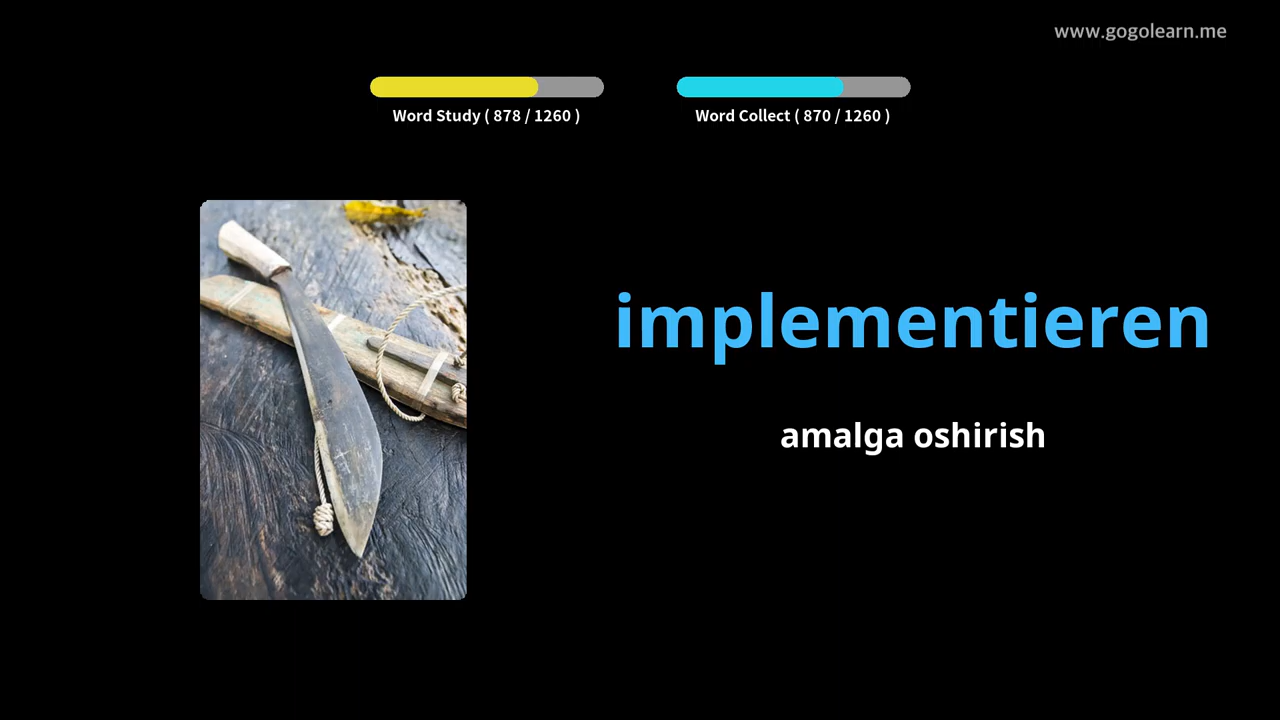 www.gogolearn.me
Word Study ( 878 / 1260 )
Word Collect ( 870 / 1260 )
implementieren
amalga oshirish